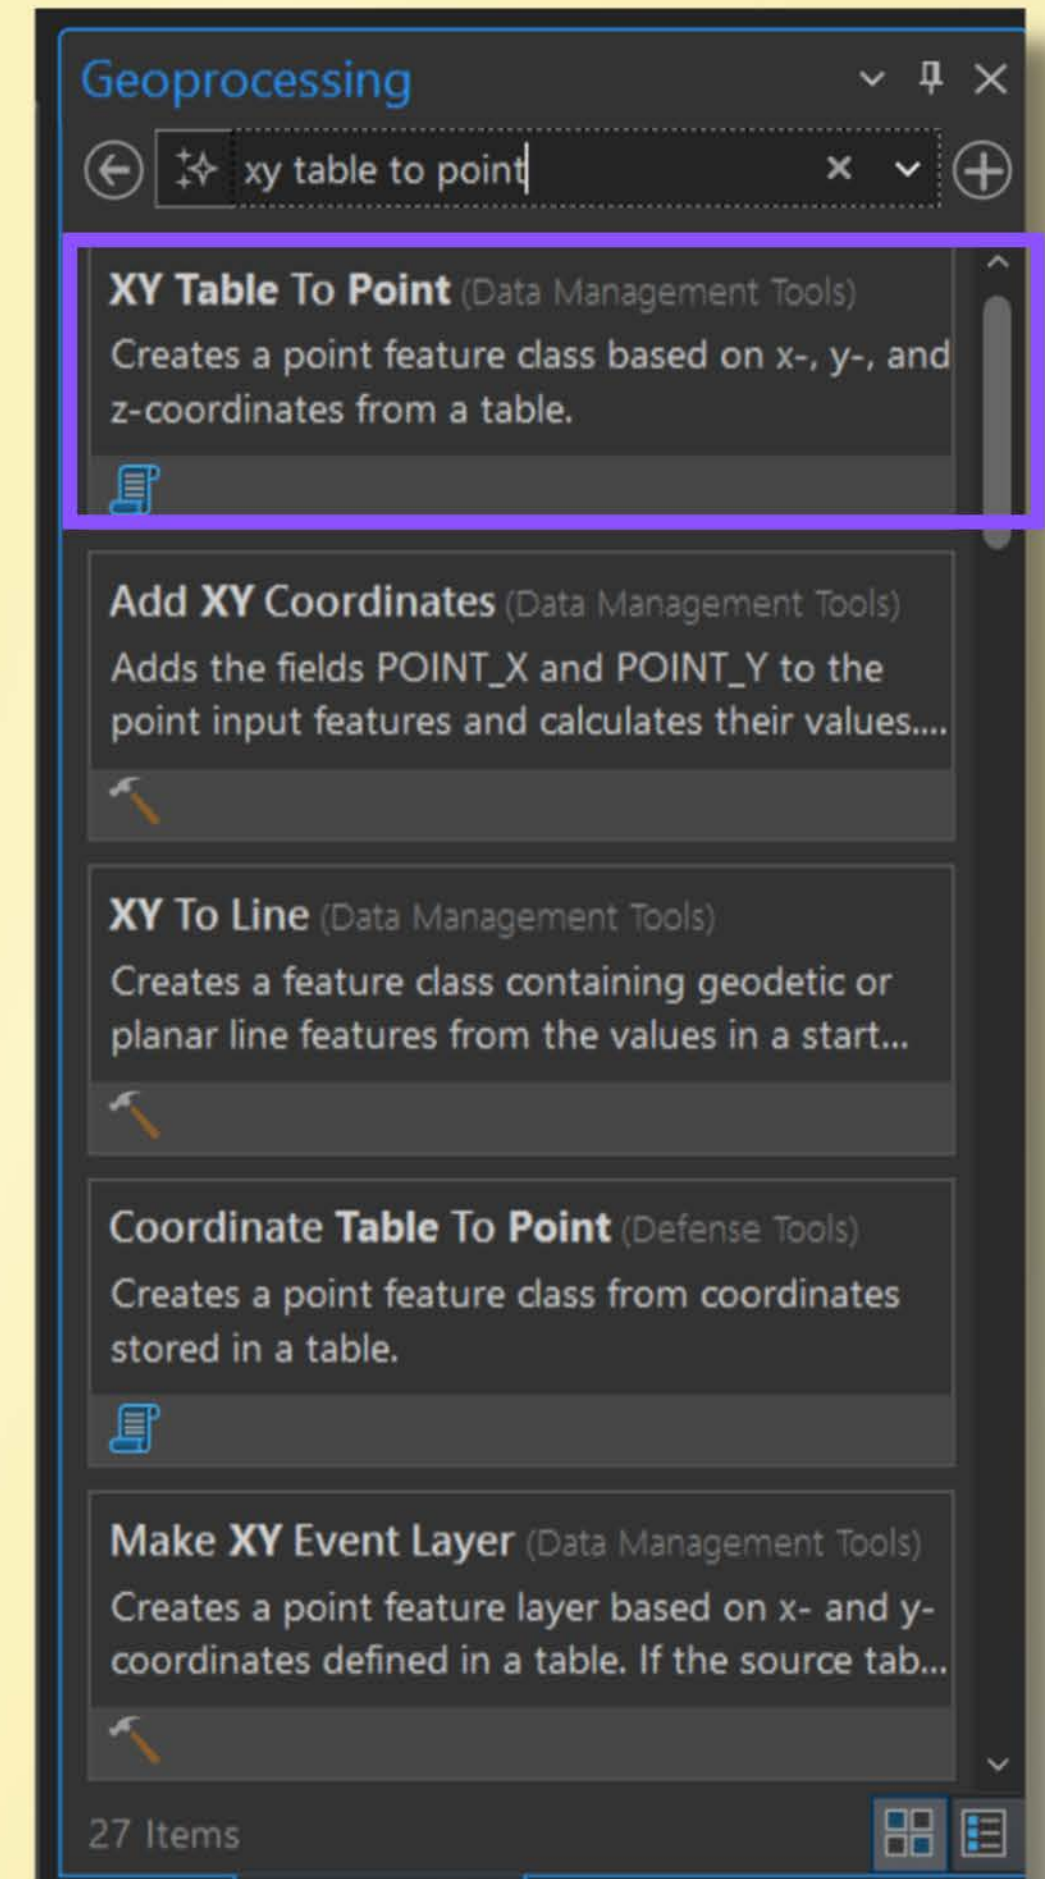 Geoprocessing
xy table to point
XY Table To Point (Data Management Tools)
Creates a point feature class based on x-, y-, and
z-coordinates from a table.
Add XY Coordinates (Data Management Tools)
Adds the fields POINT_X and POINT_Y to the
point input features and calculates their values....
XY To Line (Data Management Tools)
Creates a feature class containing geodetic or
planar line features from the values in a start...
Coordinate Table To Point (Defense Tools)
Creates a point feature class from coordinates
stored in a table.
Make XY Event Layer (Data Management Tools)
Creates a point feature layer based on x- and y-
coordinates defined in a table. If the source tab...
27 Items